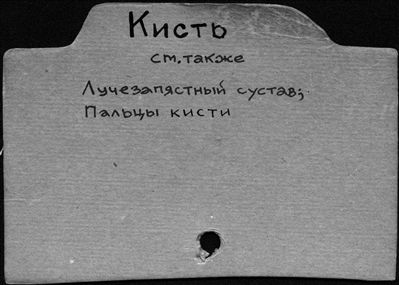 Кисть
см. также
Лучезапястный сустав;
Пальцы кисти